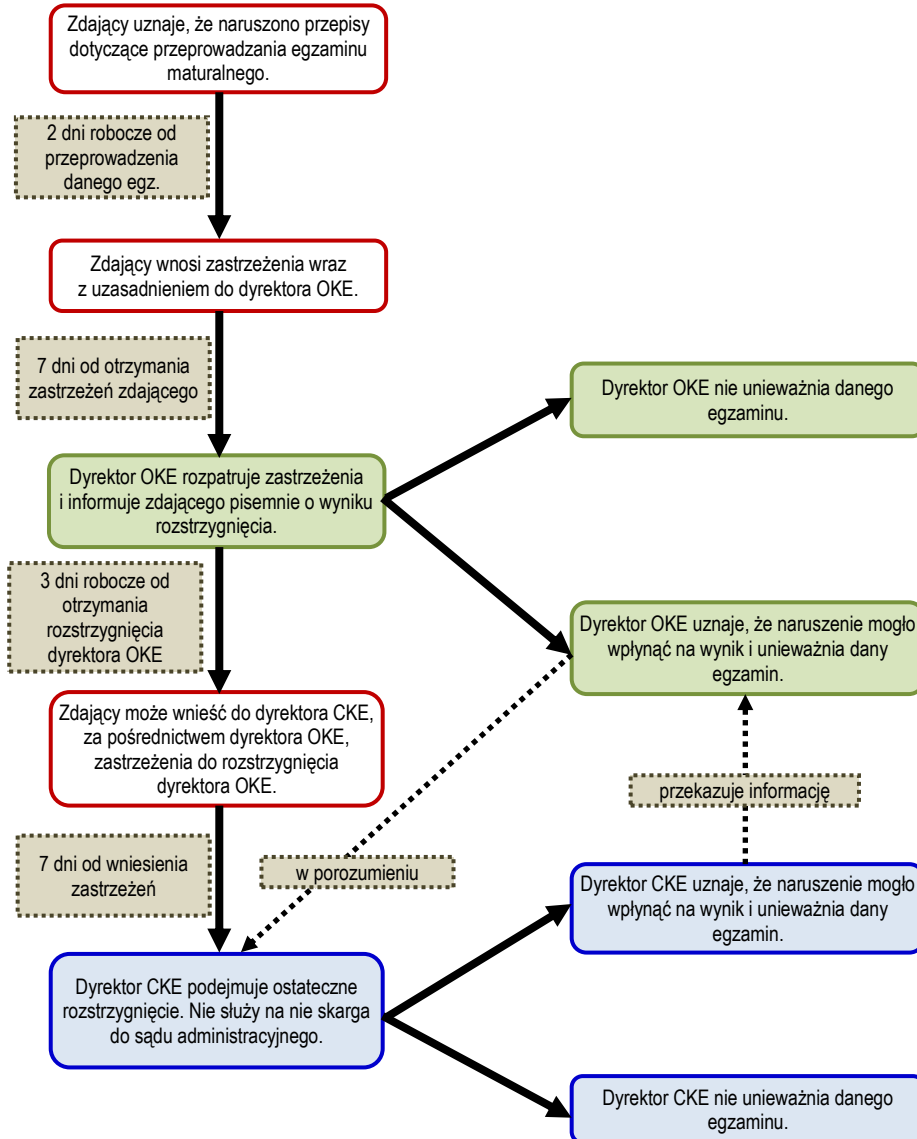 Zdający uznaje, że naruszono przepisy
dotyczące przeprowadzania egzaminu
maturalnego.
2 dni robocze od
przeprowadzenia
danego egz.
Zdający wnosi zastrzeżenia wraz
z uzasadnieniem do dyrektora OKE.
7 dni od otrzymania
zastrzeżeń zdającego
Dyrektor OKE nie unieważnia danego
egzaminu.
Dyrektor OKE rozpatruje zastrzeżenia
i informuje zdającego pisemnie o wyniku
rozstrzygnięcia.
3 dni robocze od
otrzymania
rozstrzygnięcia
dyrektora OKE
Dyrektor OKE uznaje, że naruszenie mogło
wpłynąć na wynik i unieważnia dany
egzamin.
Zdający może wnieść do dyrektora CKE,
za pośrednictwem dyrektora OKE,
zastrzeżenia do rozstrzygnięcia
dyrektora OKE.
przekazuje informację
7 dni od wniesienia
zastrzeżeń
w porozumieniu
Dyrektor CKE uznaje, że naruszenie mogło
wpłynąć na wynik i unieważnia dany
egzamin.
Dyrektor CKE podejmuje ostateczne
rozstrzygnięcie. Nie służy na nie skarga
do sądu administracyjnego.
Dyrektor CKE nie unieważnia danego
egzaminu.